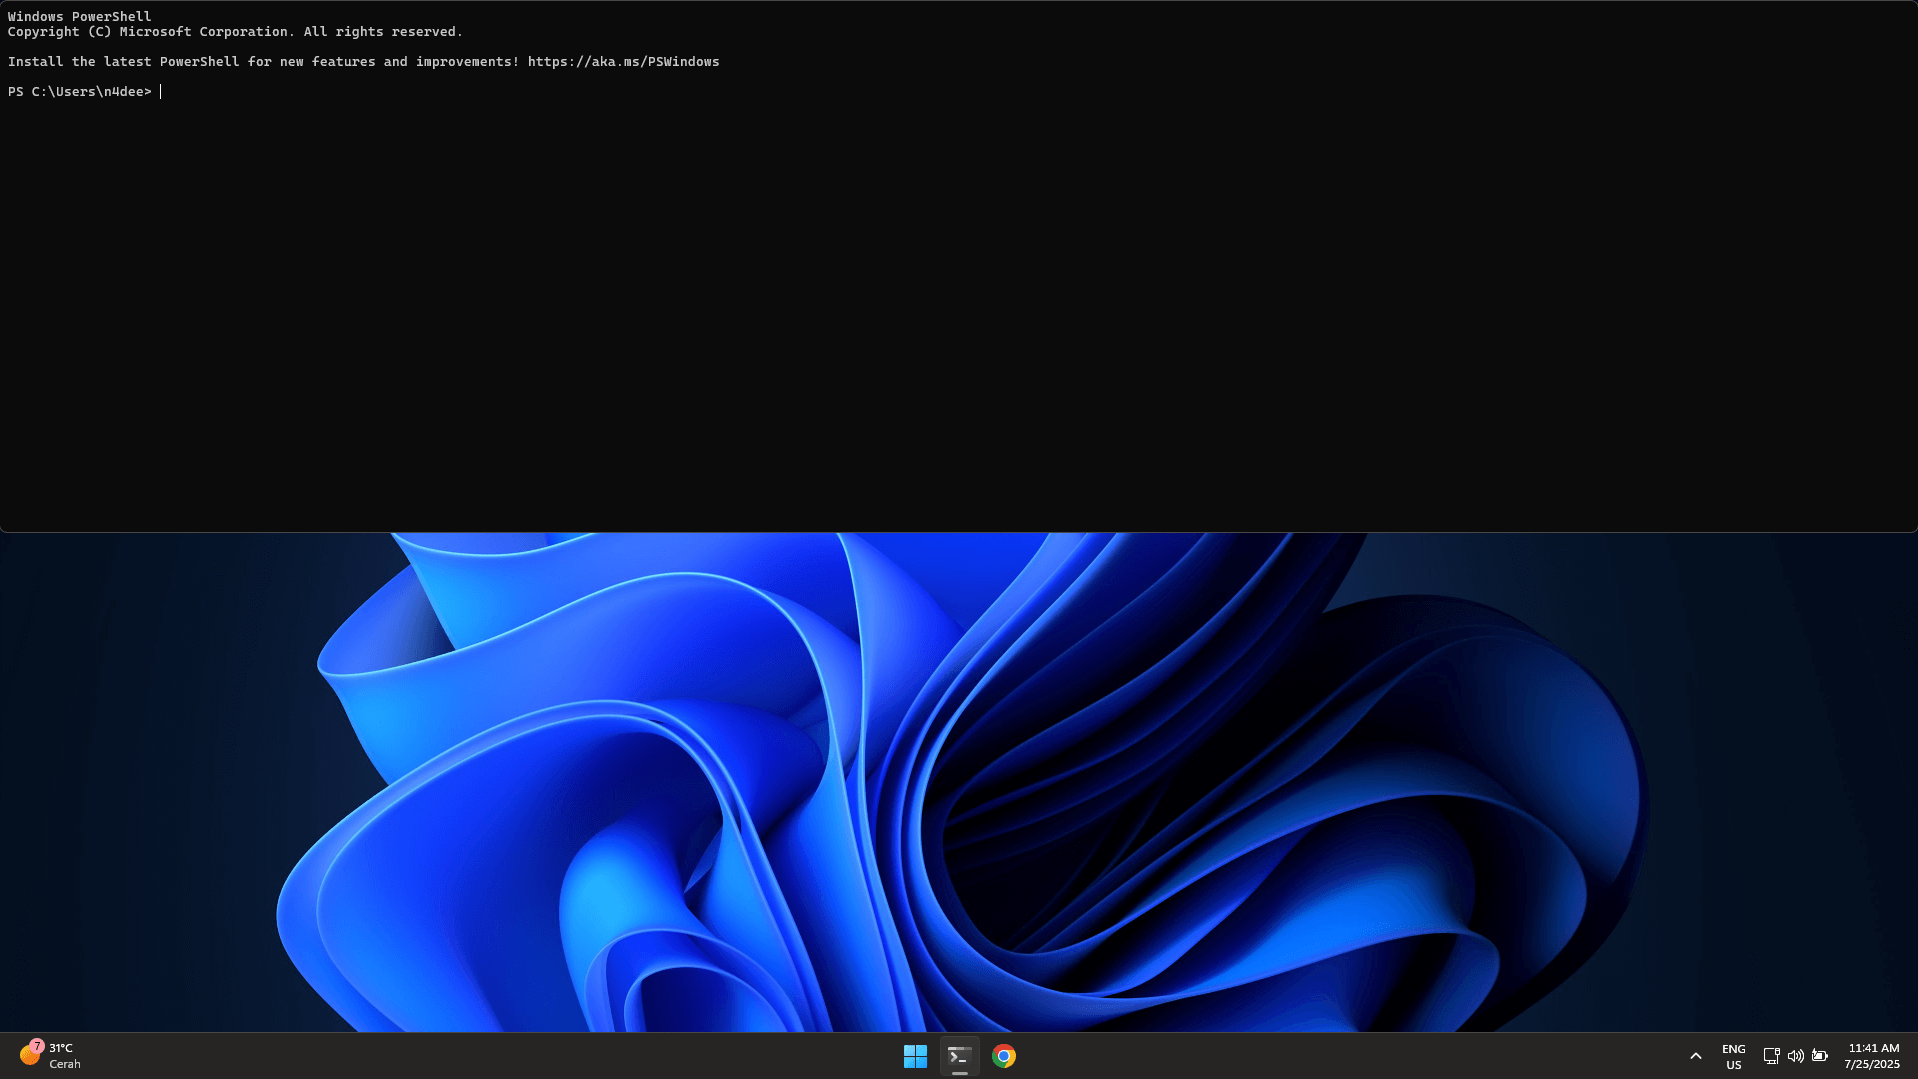 Windows PowerShell
Copyright (C) Microsoft Corporation. All rights reserved.
Install the latest PowerShell for new features and improvements! https://aka.ms/PSWindows
PS C:\Users\n4dee>
7
31°C
Cerah
ENG
US
11:41 AM
7/25/2025